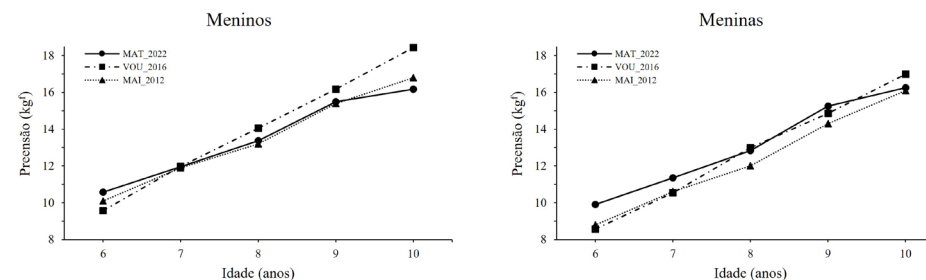 Meninos
MAT_2022
VOU_2016
MAI_2012
18
16
14
12
10
8
Preensão (kgᶠ)
6 7 8 9 10
Idade (anos)
Meninas
MAT_2022
VOU_2016
MAI_2012
18
16
14
12
10
8
Preensão (kgᶠ)
6 7 8 9 10
Idade (anos)